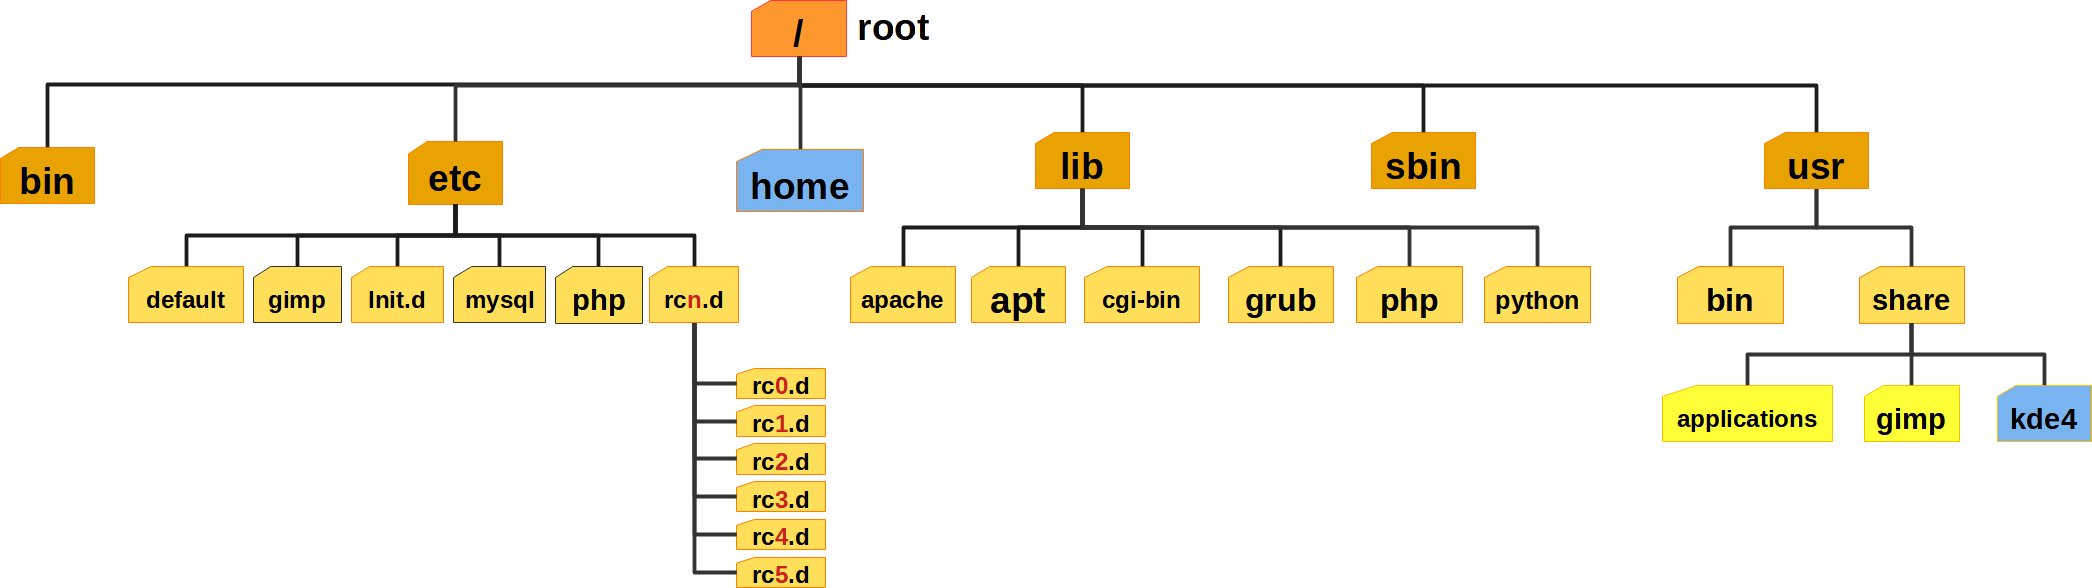 / root
bin etc home lib sbin usr
default gimp Init.d mysql php rcn.d apache apt cgi-bin grub php python bin share
rc0.d
rc1.d
rc2.d
rc3.d
rc4.d
rc5.d
applications gimp kde4